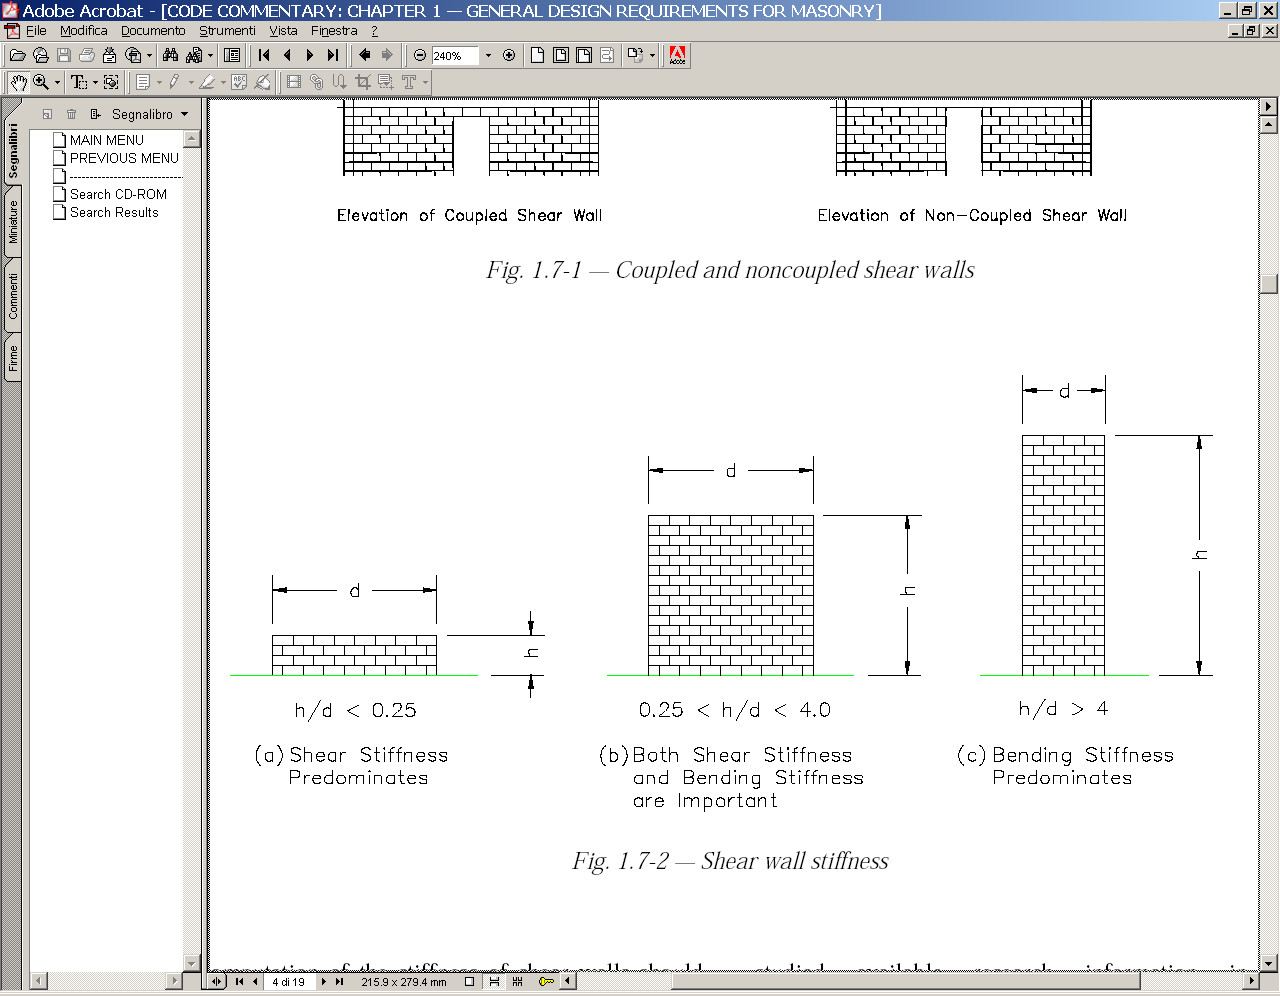 Adobe Acrobat - [CODE COMMENTARY: CHAPTER 1 — GENERAL DESIGN REQUIREMENTS FOR MASONRY]
File Modifica Documento Strumenti Vista Finestra ?
240%
Adobe
Segnalibro
Segnalibri
Miniature
Commenti
Firme
MAIN MENU
PREVIOUS MENU
-----------------------
Search CD-ROM
Search Results
Elevation of Coupled Shear Wall
Elevation of Non-Coupled Shear Wall
Fig. 1.7-1 — Coupled and noncoupled shear walls
d
d
d
h
h
h
h/d < 0.25
0.25 < h/d < 4.0
h/d > 4
(a) Shear Stiffness
Predominates
(b) Both Shear Stiffness
and Bending Stiffness
are Important
(c) Bending Stiffness
Predominates
Fig. 1.7-2 — Shear wall stiffness
4 di 19
215.9 x 279.4 mm